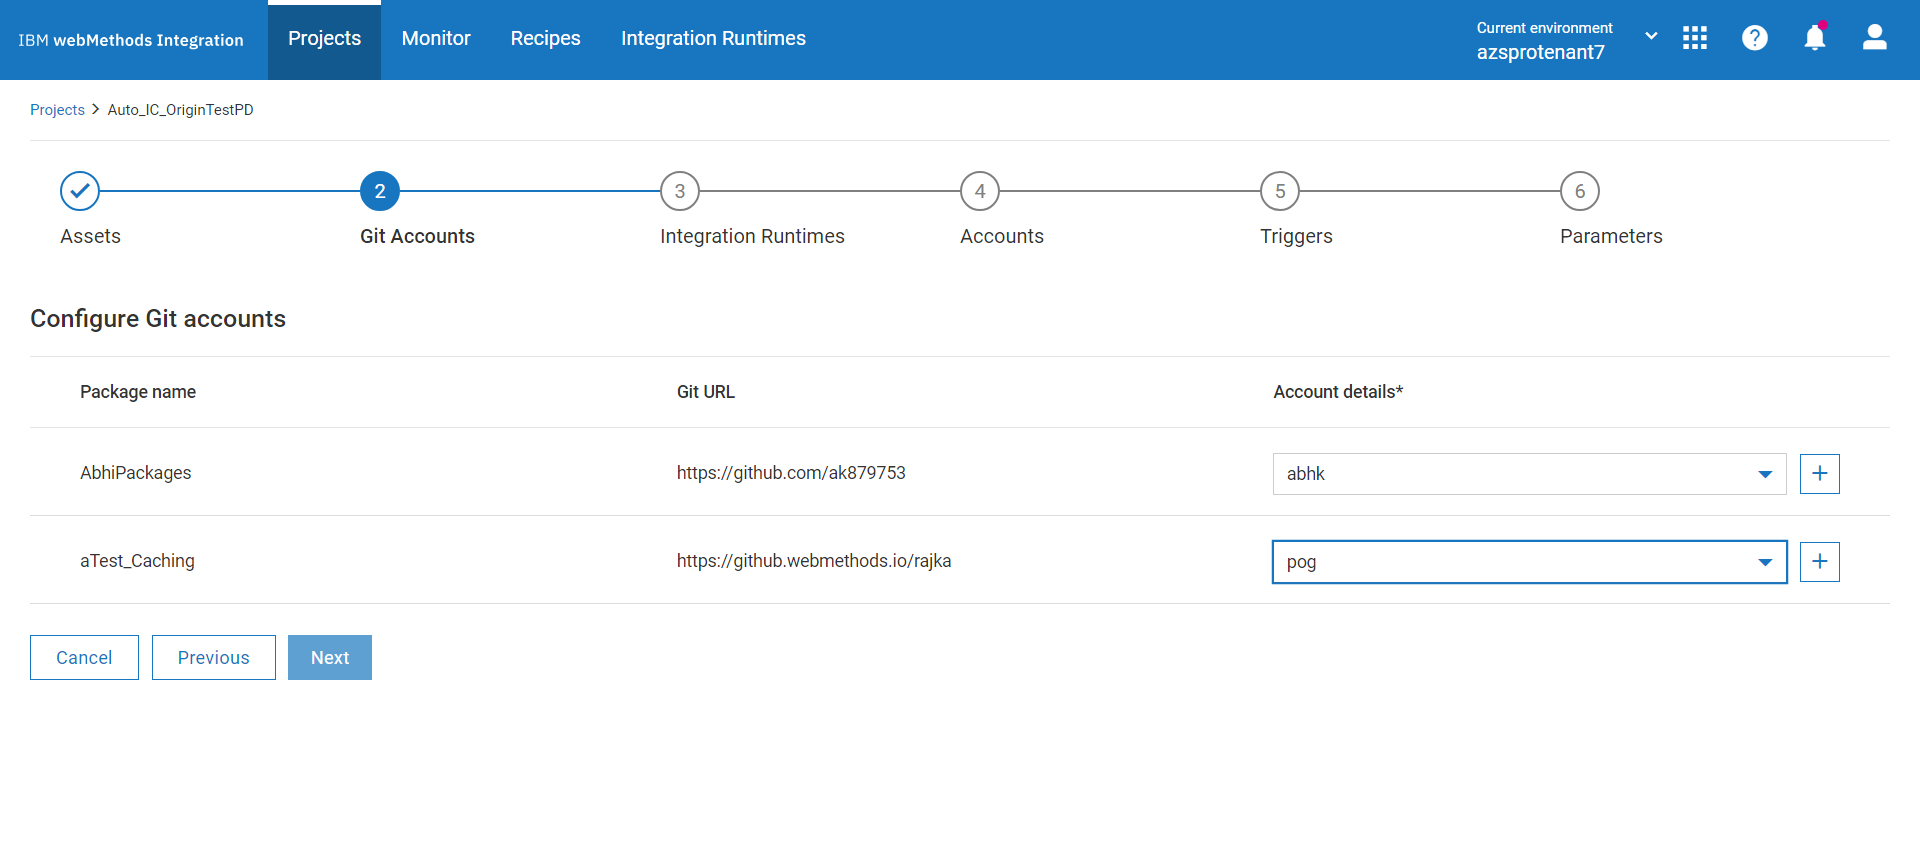 IBM webMethods Integration
Projects
Monitor
Recipes
Integration Runtimes
Current environment
azsprotenant7
?
Projects > Auto_IC_OriginTestPD
2
3
4
5
6
Assets
Git Accounts
Integration Runtimes
Accounts
Triggers
Parameters
Configure Git accounts
Package name
Git URL
Account details*
AbhiPackages
https://github.com/ak879753
abhk
+
aTest_Caching
https://github.webmethods.io/rajka
pog
+
Cancel
Previous
Next